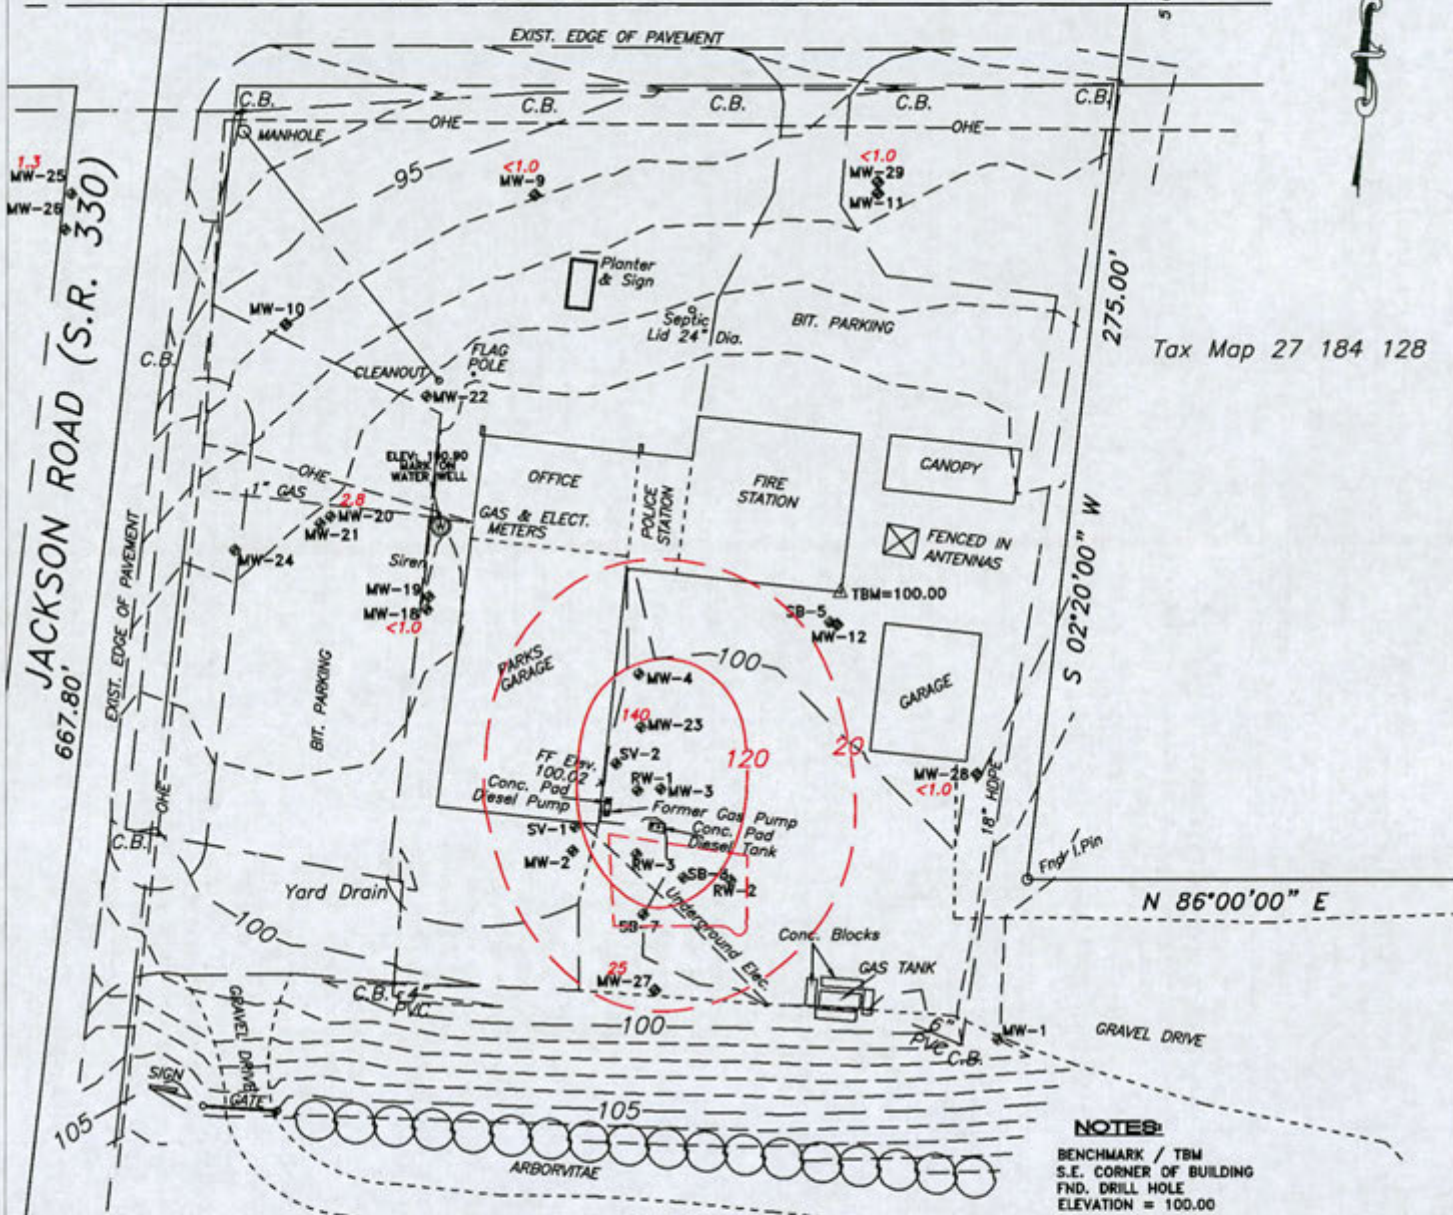 EXIST. EDGE OF PAVEMENT
C.B.
C.B.
C.B.
C.B.
C.B.
MANHOLE
OHE
OHE
1.3
MW-25
MW-26
95
<1.0
MW-9
<1.0
MW-29
MW-11
JACKSON ROAD (S.R. 330)
667.80'
Planter
& Sign
MW-10
Septic
Lid 24" Dia.
BIT. PARKING
275.00'
S 02°20'00" W
Tax Map 27 184 128
C.B.
FLAG
POLE
CLEANOUT
MW-22
MARK ON
WATER WELL
OFFICE
POLICE
STATION
FIRE
STATION
CANOPY
OHE
1" GAS
2.8
MW-20
MW-21
GAS & ELECT.
METERS
FENCED IN
ANTENNAS
MW-24
EXIST. EDGE OF PAVEMENT
Siren
MW-19
MW-18
<1.0
TBM=100.00
SB-5
MW-12
PARKS
GARAGE
100
MW-4
BIT. PARKING
GARAGE
140
MW-23
120
20
FF Elev.
100.02
SV-2
Conc. Pad
Diesel Pump
RW-1
MW-3
MW-28
<1.0
18" HDPE
OHE
Former Gas Pump
Conc. Pad
Diesel Tank
SV-1
MW-2
C.B.
RW-3
RW-2
Fnd. I.Pin
N 86°00'00" E
Yard Drain
100
SB-7
Underground Elec.
Conc. Blocks
GAS TANK
25
MW-27
C.B.
4"
PVC
100
6"
PVC
C.B.
MW-1
GRAVEL DRIVE
GRAVEL DRIVE
SIGN
GATE
105
105
ARBORVITAE
NOTES:
BENCHMARK / TBM
S.E. CORNER OF BUILDING
FND. DRILL HOLE
ELEVATION = 100.00